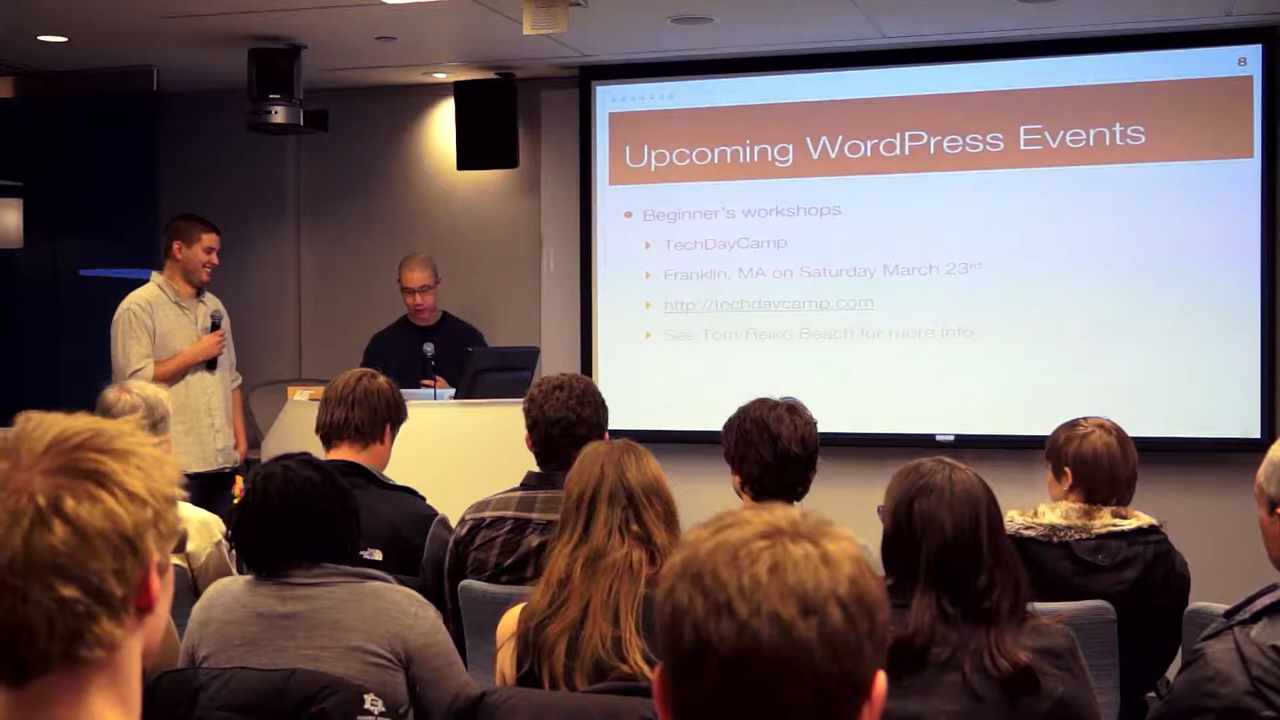 8
Upcoming WordPress Events
Beginner's workshops
TechDayCamp
Franklin, MA on Saturday March 23rd
http://techdaycamp.com
See Tom/Reiko Beach for more info